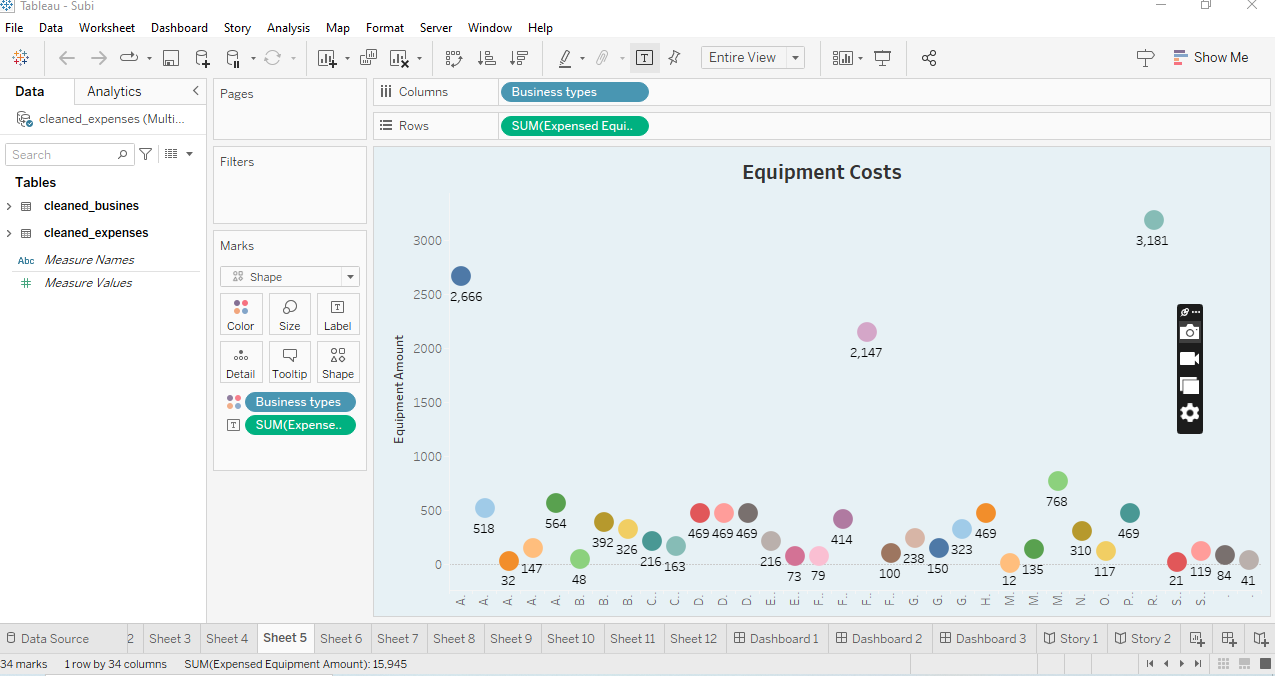 Tableau - Subi
File Data Worksheet Dashboard Story Analysis Map Format Server Window Help
Entire View
Show Me
Data Analytics
cleaned_expenses (Multi...
Search
Tables
cleaned_busines
cleaned_expenses
Abc Measure Names
# Measure Values
Pages
Filters
Marks
Shape
Color Size Label
Detail Tooltip Shape
Business types
SUM(Expense..
Columns Business types
Rows SUM(Expensed Equi..
Equipment Costs
Equipment Amount
3000
2500
2000
1500
1000
500
0
2,666
518
32
147
564
48
392
326
216
163
469
469
469
216
73
79
414
2,147
100
238
150
323
469
12
135
768
310
117
469
3,181
21
119
84
41
A. A. A. A. A. B. B. B. C.. C.. D. D. D. E.. E.. F.. F.. F.. F.. G. G. G. H. M. M. M. N. O. P.. R.. S.. S..
Data Source 2 Sheet 3 Sheet 4 Sheet 5 Sheet 6 Sheet 7 Sheet 8 Sheet 9 Sheet 10 Sheet 11 Sheet 12 Dashboard 1 Dashboard 2 Dashboard 3 Story 1 Story 2
34 marks 1 row by 34 columns SUM(Expensed Equipment Amount): 15,945